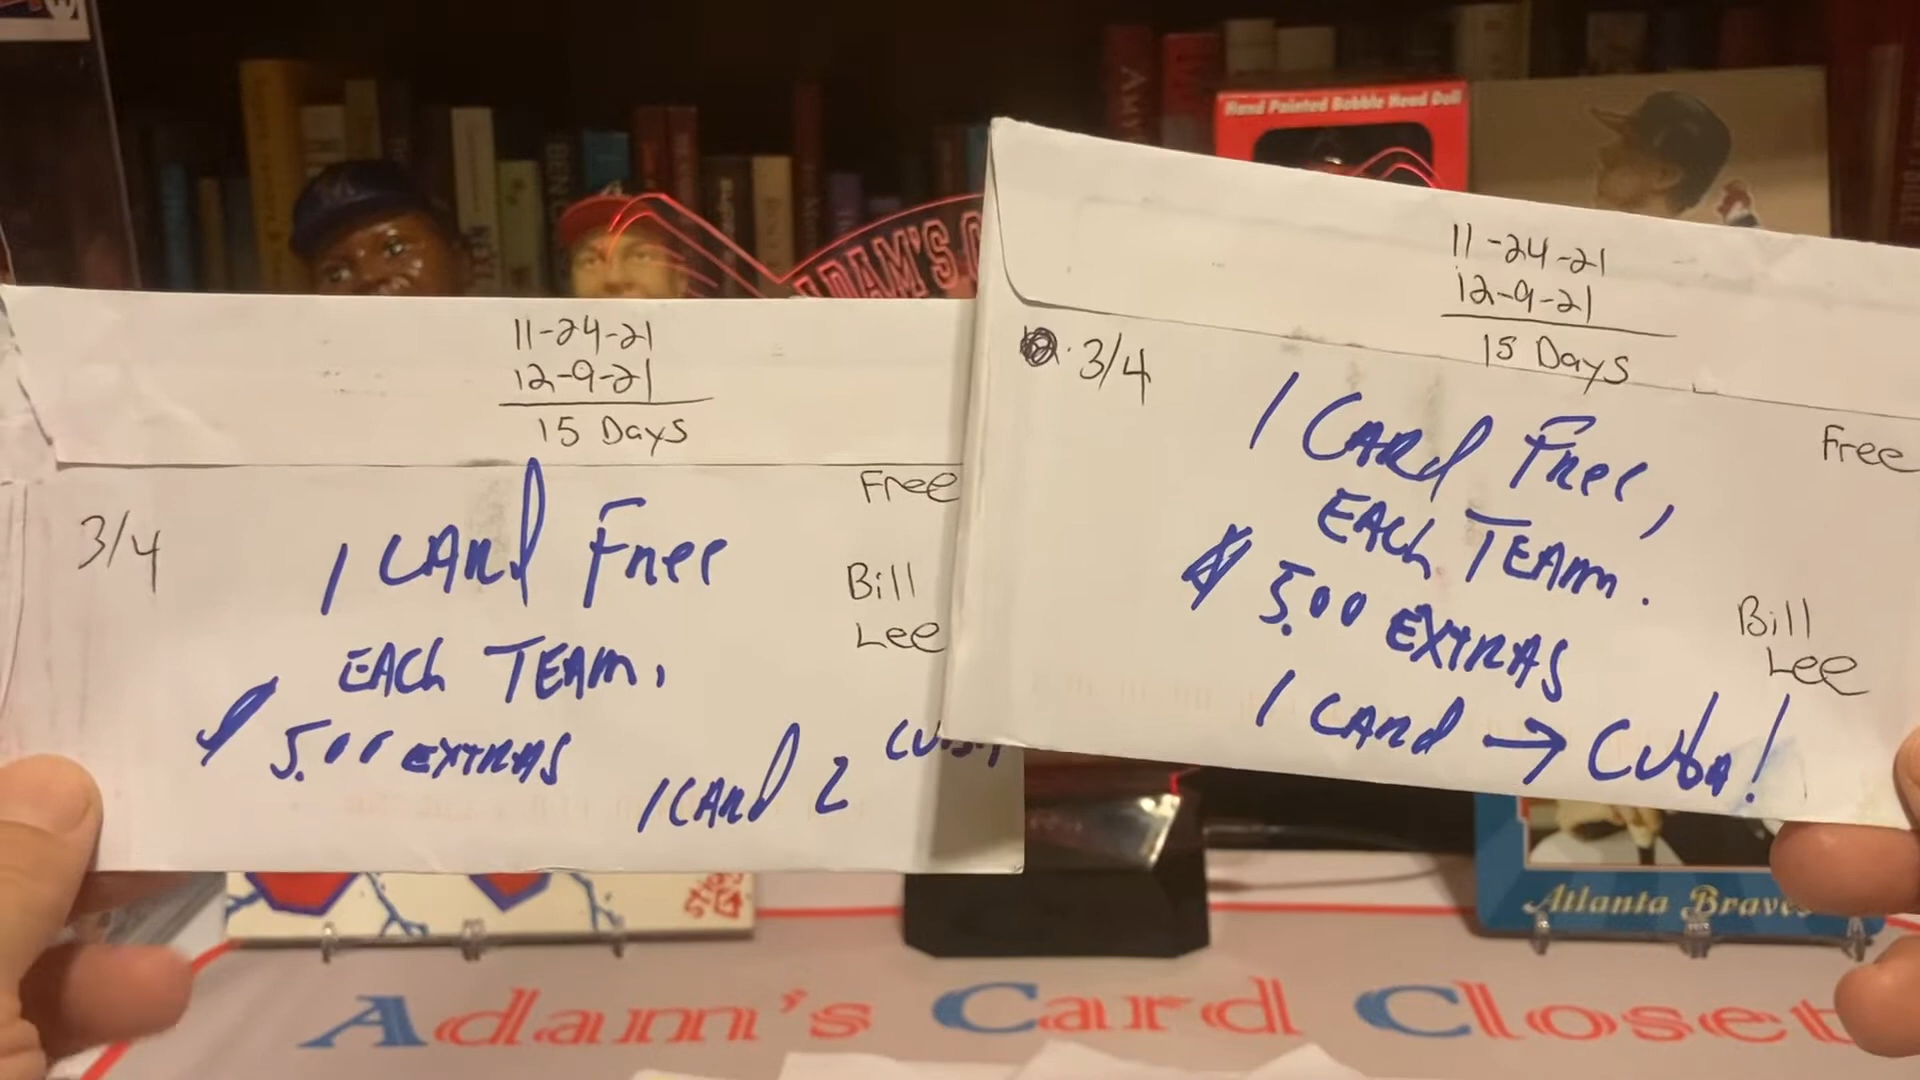 Hand Painted Bobble Head Doll
ADAM'S
11-24-21
12-9-21
15 Days
Free
3/4
1 CARd Free
Bill
Lee
EACh TEAm.
$ 5.00 EXTRAS
1 CARd 2 CUBA
11-24-21
12-9-21
15 Days
3/4
Free
1 CARd Free,
EACh TEAm.
$ 5.00 EXTRAS
Bill
Lee
1 CARd → CUbA!
Atlanta Braves
Adam's Card Closet